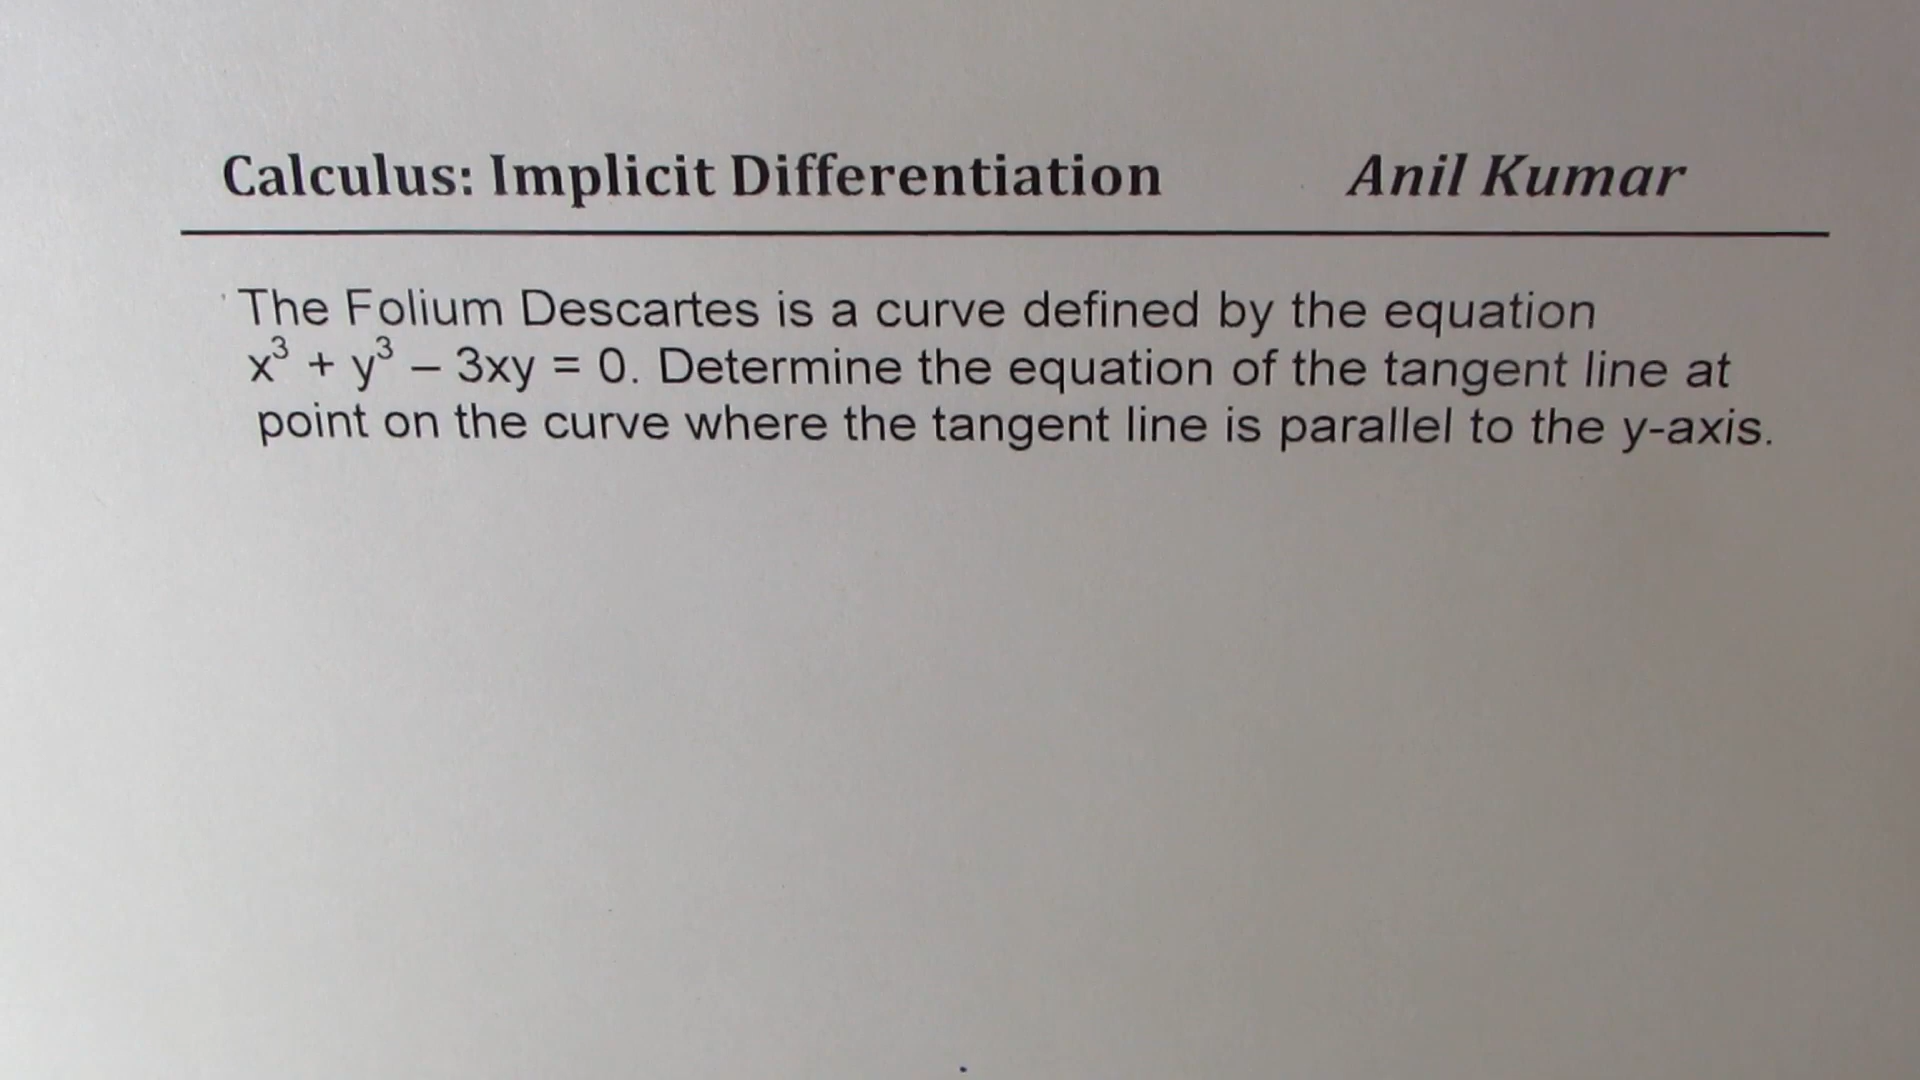 Calculus: Implicit Differentiation Anil Kumar
The Folium Descartes is a curve defined by the equation
x³ + y³ – 3xy = 0. Determine the equation of the tangent line at
point on the curve where the tangent line is parallel to the y-axis.